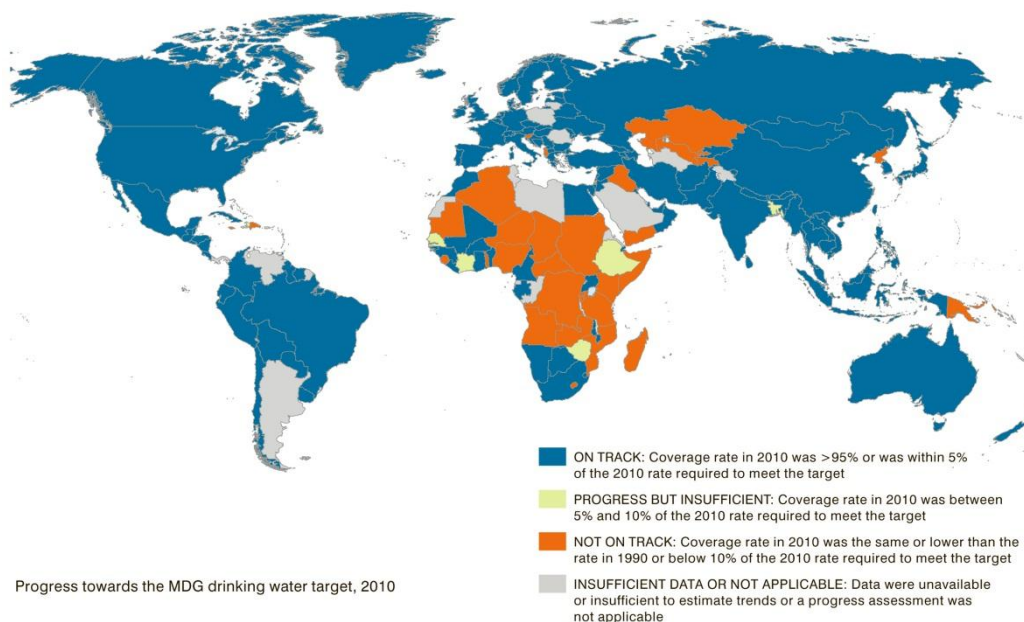 ON TRACK: Coverage rate in 2010 was >95% or was within 5%
of the 2010 rate required to meet the target
PROGRESS BUT INSUFFICIENT: Coverage rate in 2010 was between
5% and 10% of the 2010 rate required to meet the target
NOT ON TRACK: Coverage rate in 2010 was the same or lower than the
rate in 1990 or below 10% of the 2010 rate required to meet the target
INSUFFICIENT DATA OR NOT APPLICABLE: Data were unavailable
or insufficient to estimate trends or a progress assessment was
not applicable
Progress towards the MDG drinking water target, 2010